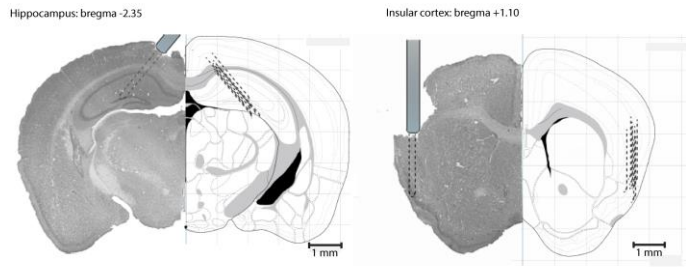 Hippocampus: bregma -2.35
Insular cortex: bregma +1.10
1 mm
1 mm